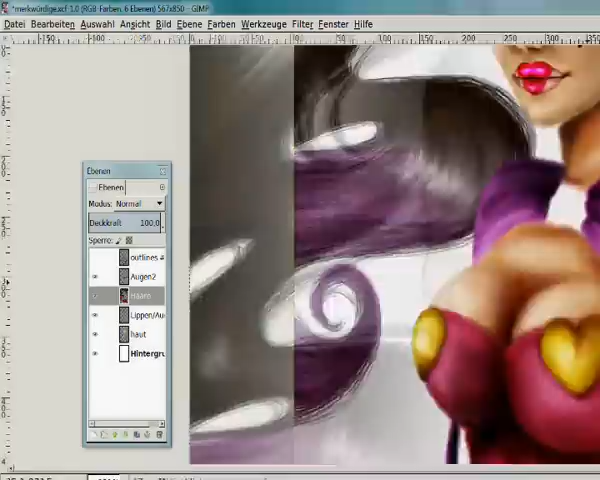 *merkwürdige.xcf-1.0 (RGB-Farben, 6 Ebenen) 567x850 – GIMP
Datei Bearbeiten Auswahl Ansicht Bild Ebene Farben Werkzeuge Filter Fenster Hilfe
Ebenen
Ebenen
Modus: Normal
Deckkraft 100,0
Sperre:
outlines #
Augen2
Haare
Lippen/Au
haut
Hintergru